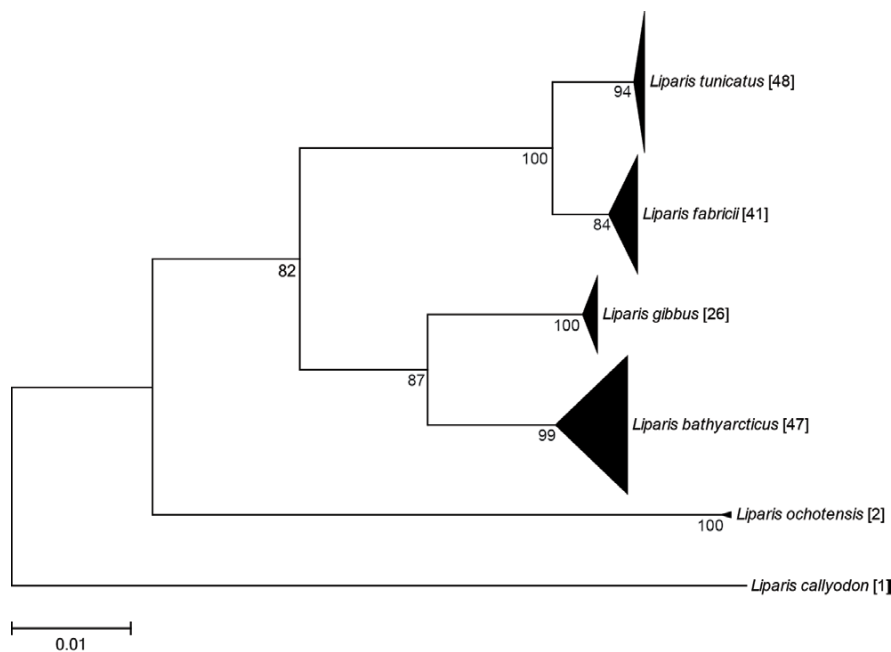 94
Liparis tunicatus [48]
100
84
Liparis fabricii [41]
82
100
Liparis gibbus [26]
87
99
Liparis bathyarcticus [47]
100
Liparis ochotensis [2]
Liparis callyodon [1]
0.01